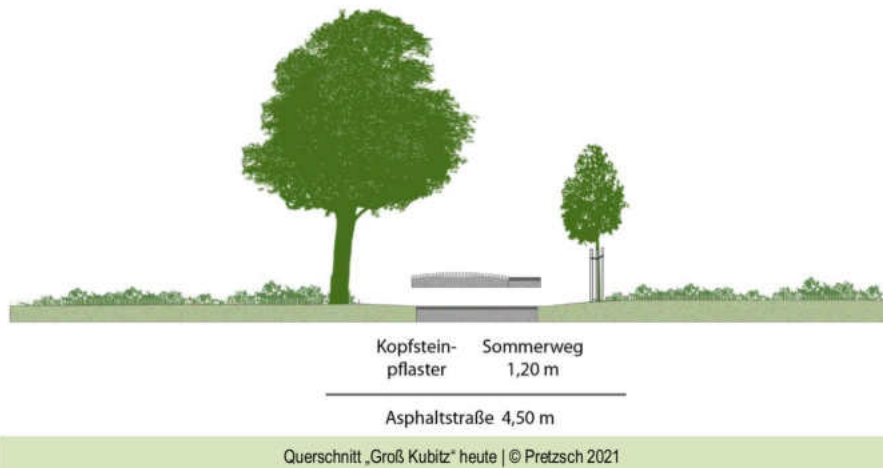 Kopfstein- Sommerweg
pflaster 1,20 m
Asphaltstraße 4,50 m
Querschnitt „Groß Kubitz“ heute | © Pretzsch 2021